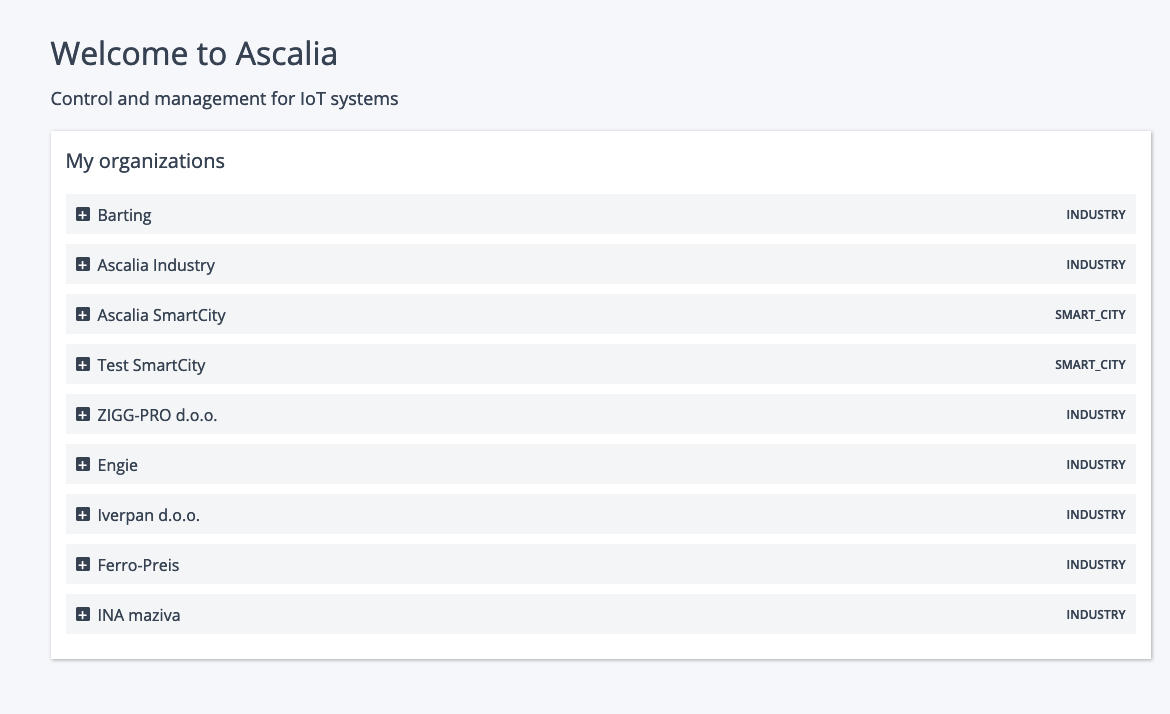 Welcome to Ascalia
Control and management for IoT systems
My organizations
Barting INDUSTRY
Ascalia Industry INDUSTRY
Ascalia SmartCity SMART_CITY
Test SmartCity SMART_CITY
ZIGG-PRO d.o.o. INDUSTRY
Engie INDUSTRY
Iverpan d.o.o. INDUSTRY
Ferro-Preis INDUSTRY
INA maziva INDUSTRY